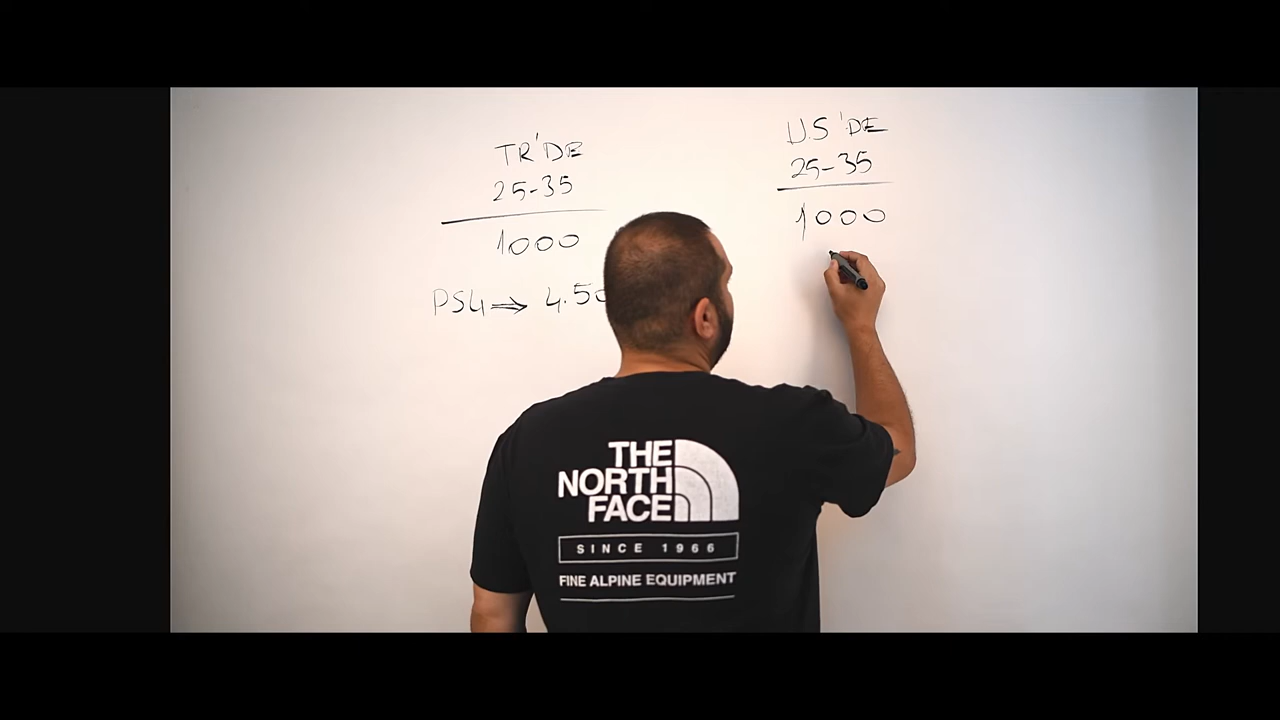 TR'DE
25-35
1000
PS4 → 4.50
U.S'DE
25-35
1000
THE
NORTH
FACE
SINCE 1966
FINE ALPINE EQUIPMENT